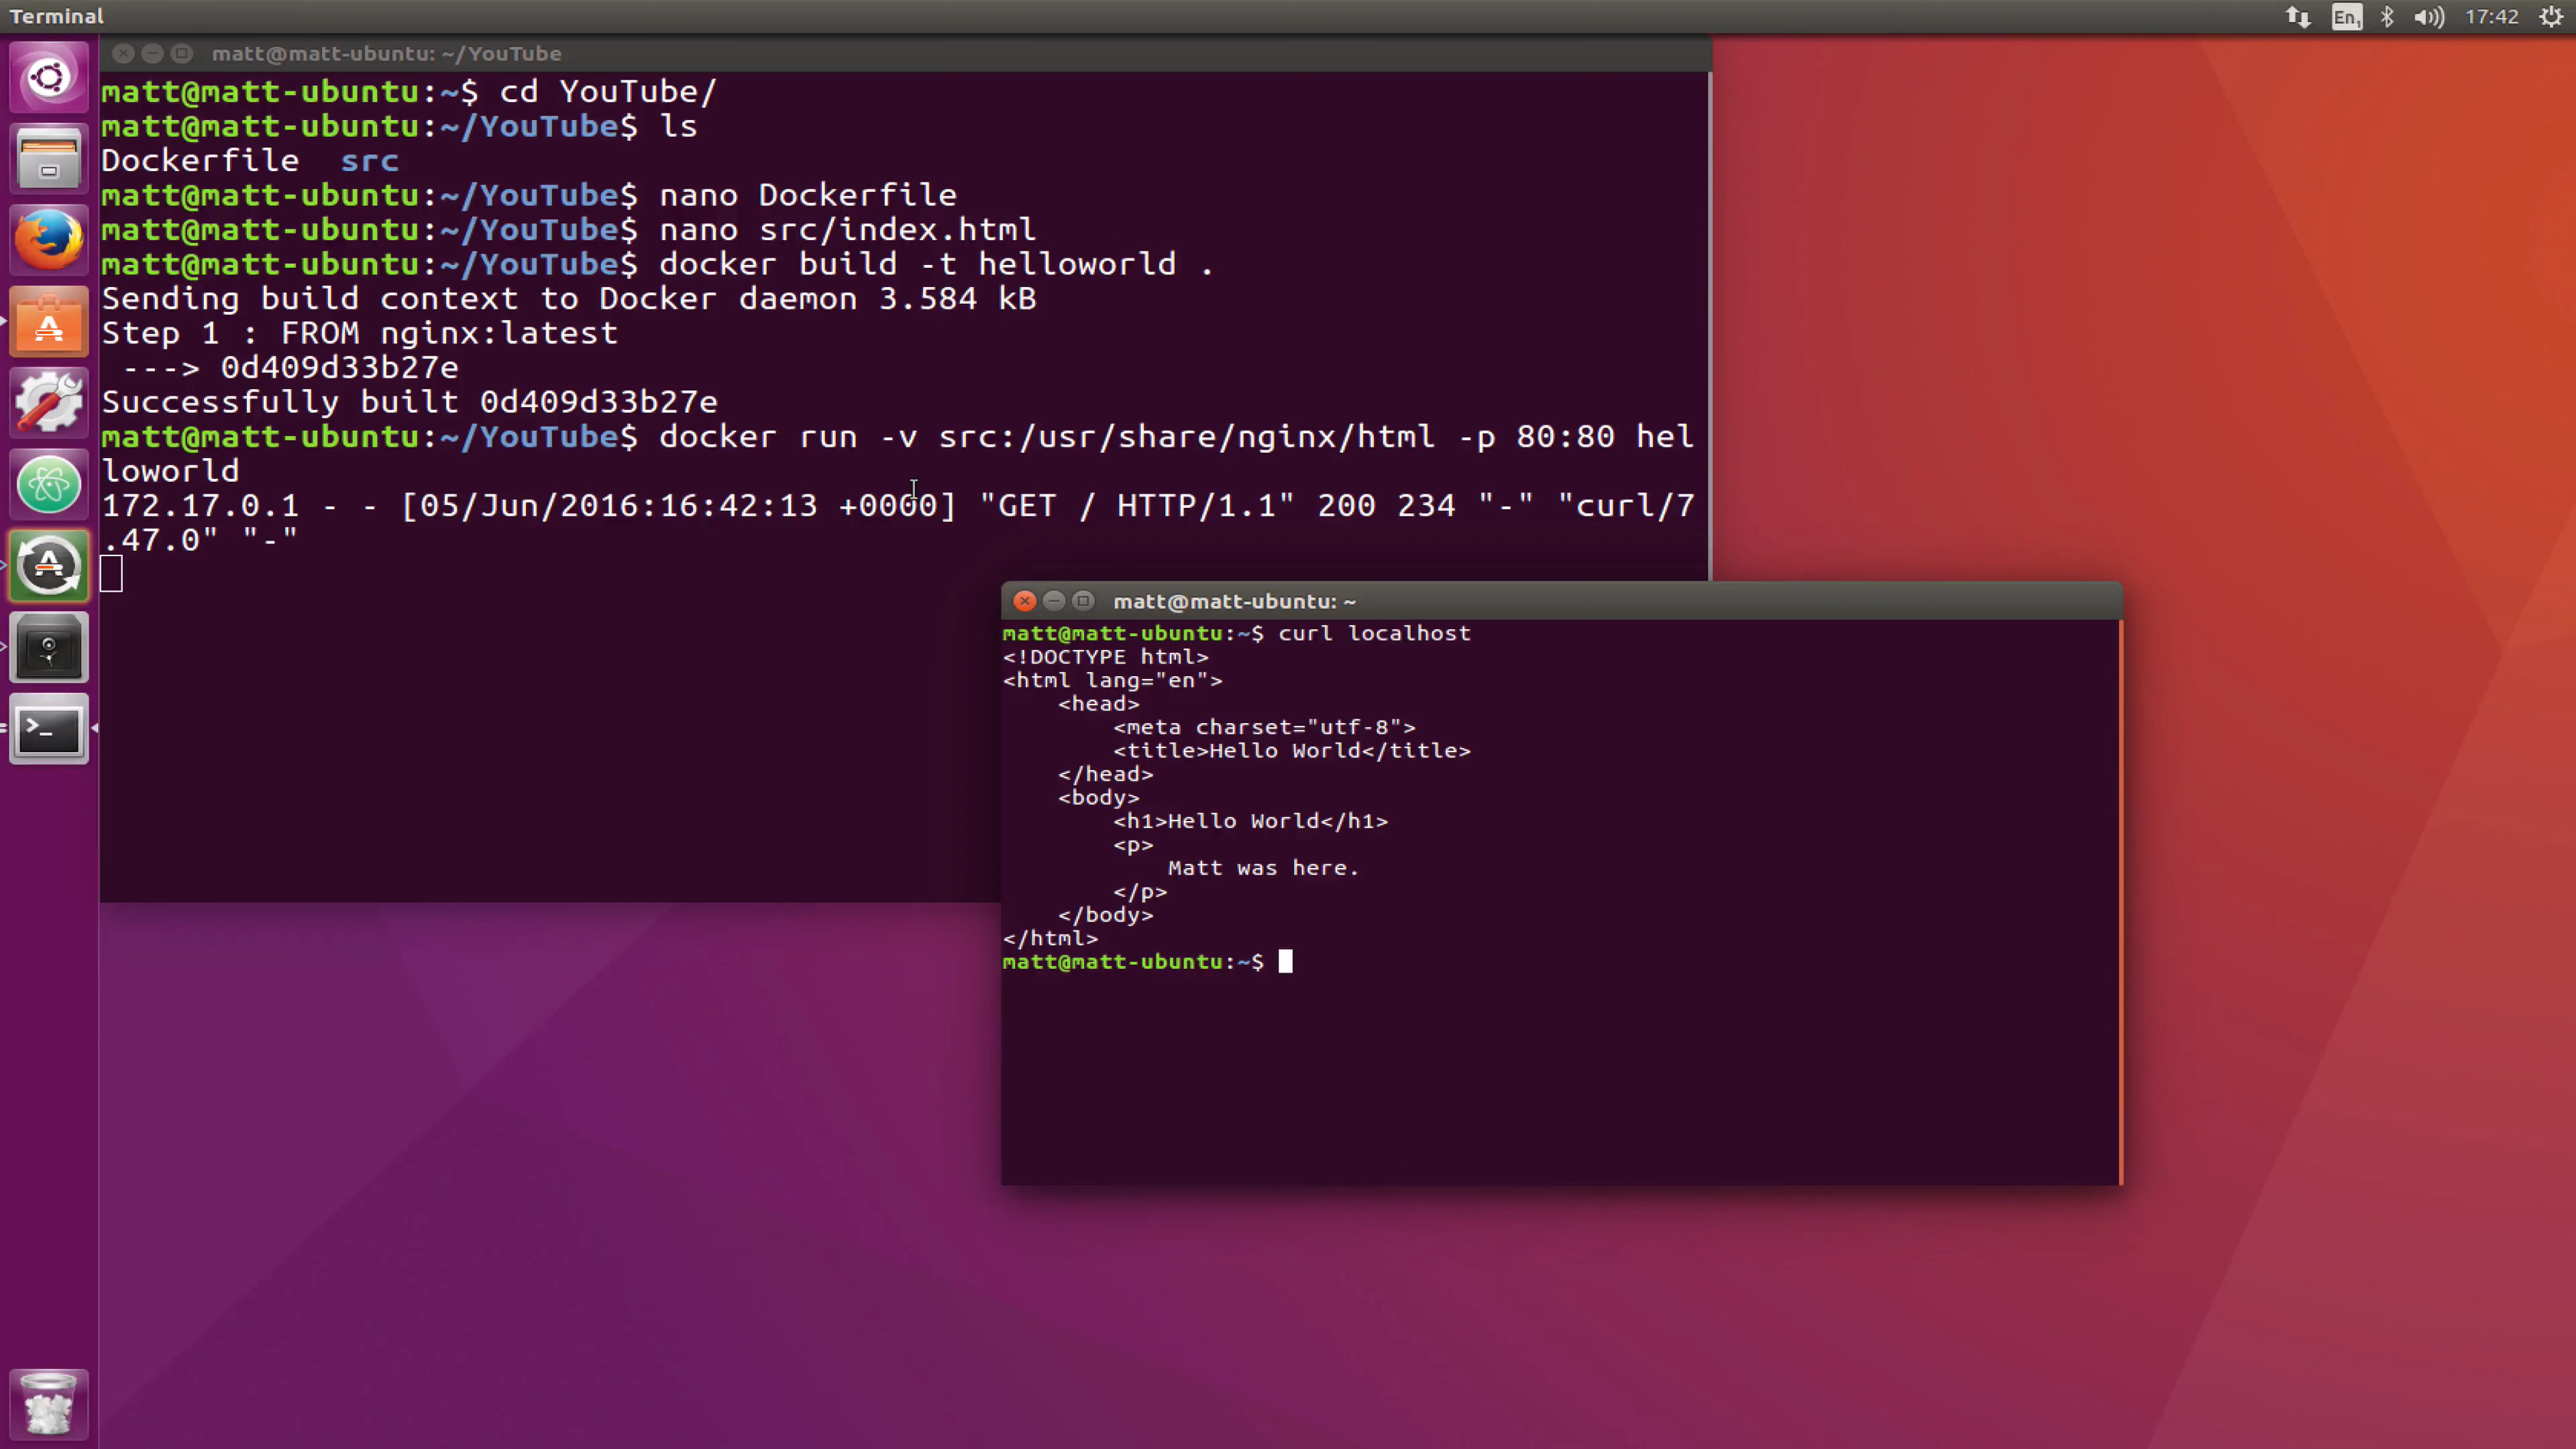 Terminal
En1
17:42
matt@matt-ubuntu: ~/YouTube
matt@matt-ubuntu:~$ cd YouTube/
matt@matt-ubuntu:~/YouTube$ ls
Dockerfile  src
matt@matt-ubuntu:~/YouTube$ nano Dockerfile
matt@matt-ubuntu:~/YouTube$ nano src/index.html
matt@matt-ubuntu:~/YouTube$ docker build -t helloworld .
Sending build context to Docker daemon 3.584 kB
Step 1 : FROM nginx:latest
 ---> 0d409d33b27e
Successfully built 0d409d33b27e
matt@matt-ubuntu:~/YouTube$ docker run -v src:/usr/share/nginx/html -p 80:80 hel
loworld
172.17.0.1 - - [05/Jun/2016:16:42:13 +0000] "GET / HTTP/1.1" 200 234 "-" "curl/7
.47.0" "-"
matt@matt-ubuntu: ~
matt@matt-ubuntu:~$ curl localhost
<!DOCTYPE html>
<html lang="en">
    <head>
        <meta charset="utf-8">
        <title>Hello World</title>
    </head>
    <body>
        <h1>Hello World</h1>
        <p>
            Matt was here.
        </p>
    </body>
</html>
matt@matt-ubuntu:~$